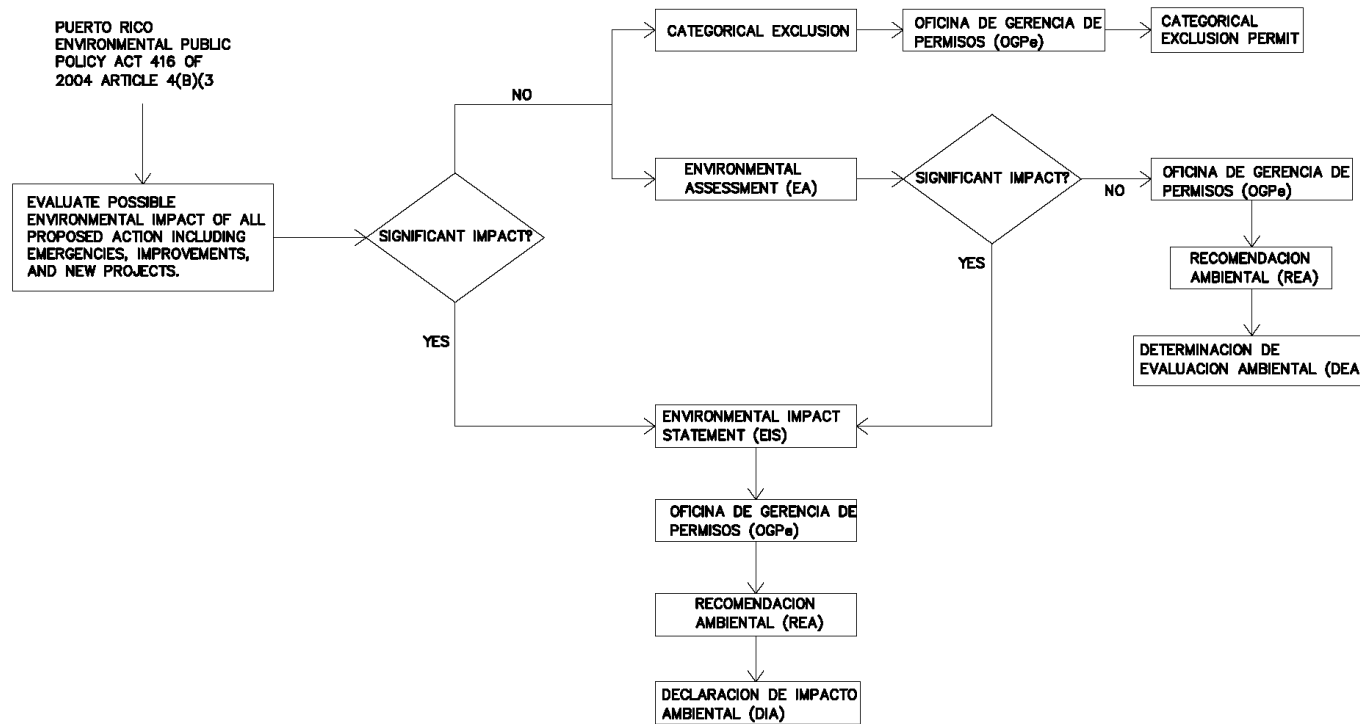 PUERTO RICO
ENVIRONMENTAL PUBLIC
POLICY ACT 416 OF
2004 ARTICLE 4(B)(3
EVALUATE POSSIBLE
ENVIRONMENTAL IMPACT OF ALL
PROPOSED ACTION INCLUDING
EMERGENCIES, IMPROVEMENTS,
AND NEW PROJECTS.
SIGNIFICANT IMPACT?
NO
YES
CATEGORICAL EXCLUSION
OFICINA DE GERENCIA DE
PERMISOS (OGPe)
CATEGORICAL
EXCLUSION PERMIT
ENVIRONMENTAL
ASSESSMENT (EA)
SIGNIFICANT IMPACT?
NO
YES
OFICINA DE GERENCIA DE
PERMISOS (OGPe)
RECOMENDACION
AMBIENTAL (REA)
DETERMINACION DE
EVALUACION AMBIENTAL (DEA
ENVIRONMENTAL IMPACT
STATEMENT (EIS)
OFICINA DE GERENCIA DE
PERMISOS (OGPe)
RECOMENDACION
AMBIENTAL (REA)
DECLARACION DE IMPACTO
AMBIENTAL (DIA)